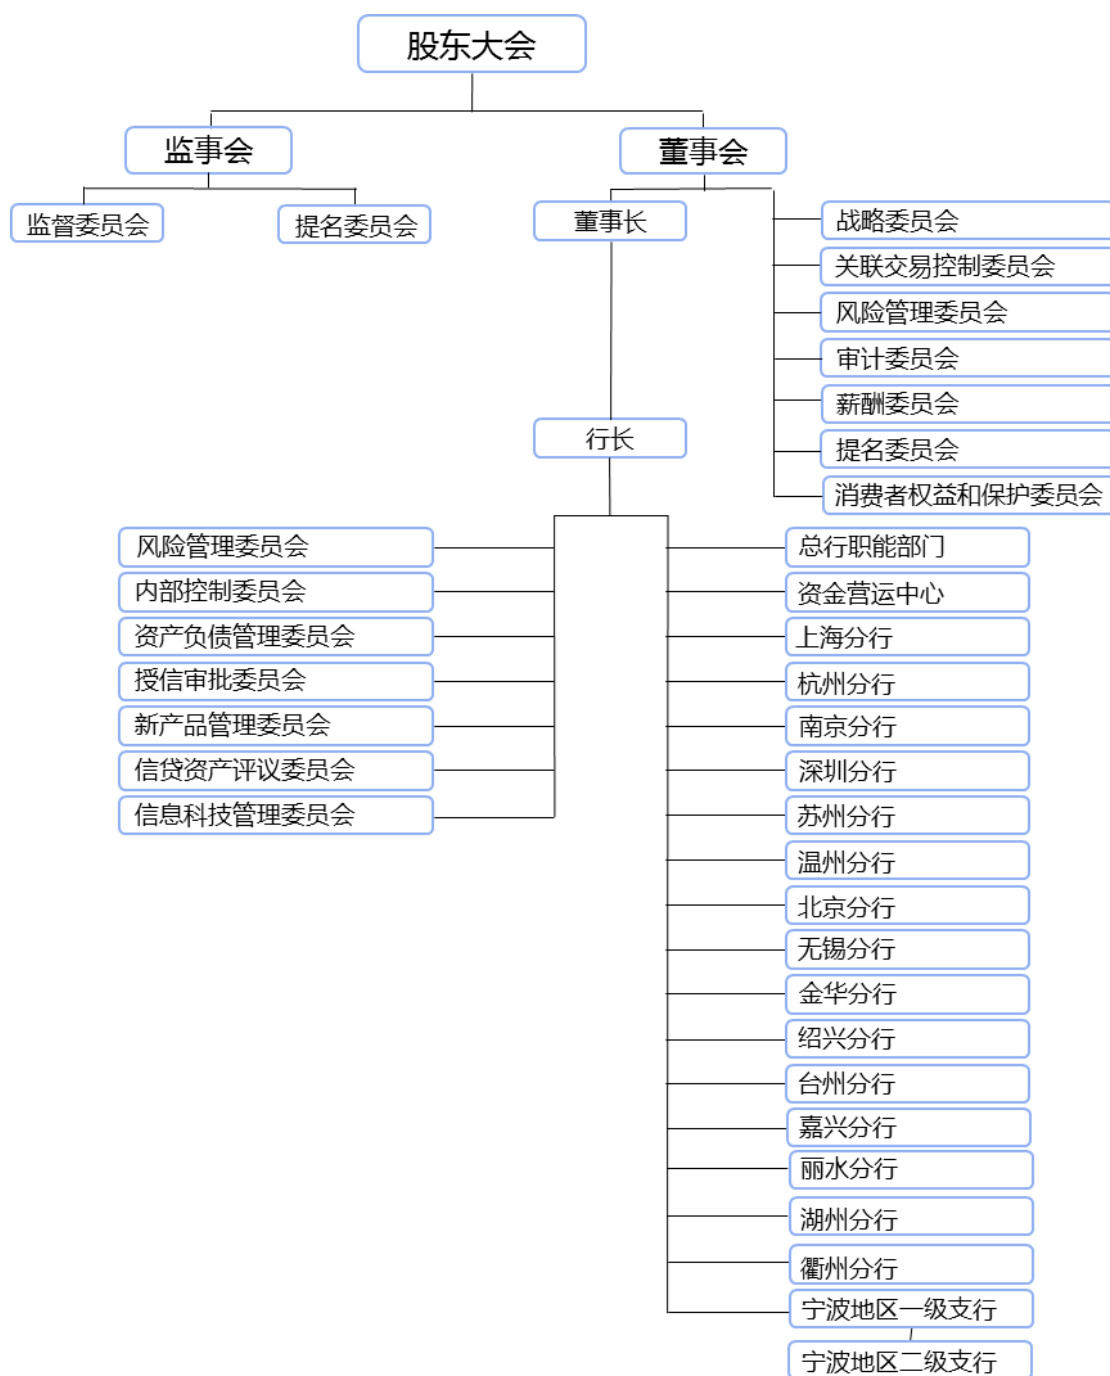 股东大会
监事会
董事会
监督委员会
提名委员会
董事长
战略委员会
关联交易控制委员会
风险管理委员会
审计委员会
薪酬委员会
提名委员会
消费者权益和保护委员会
行长
风险管理委员会
内部控制委员会
资产负债管理委员会
授信审批委员会
新产品管理委员会
信贷资产评议委员会
信息科技管理委员会
总行职能部门
资金营运中心
上海分行
杭州分行
南京分行
深圳分行
苏州分行
温州分行
北京分行
无锡分行
金华分行
绍兴分行
台州分行
嘉兴分行
丽水分行
湖州分行
衢州分行
宁波地区一级支行
宁波地区二级支行